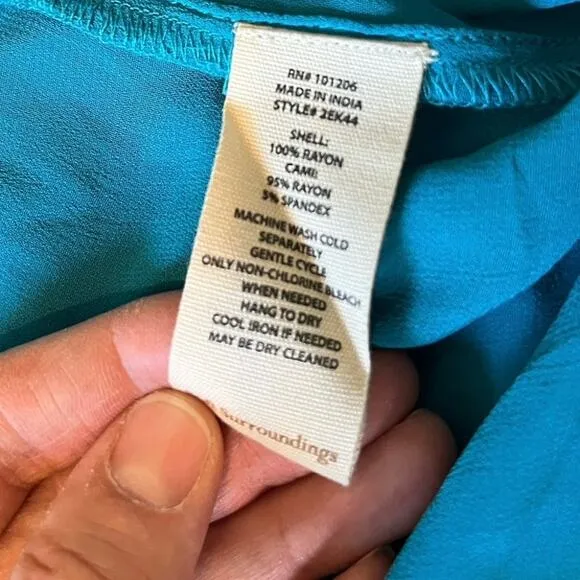 RN# 101206
MADE IN INDIA
STYLE# 2EK44
SHELL:
100% RAYON
CAMI:
95% RAYON
5% SPANDEX
MACHINE WASH COLD
SEPARATELY
GENTLE CYCLE
ONLY NON-CHLORINE BLEACH
WHEN NEEDED
HANG TO DRY
COOL IRON IF NEEDED
MAY BE DRY CLEANED
Surroundings